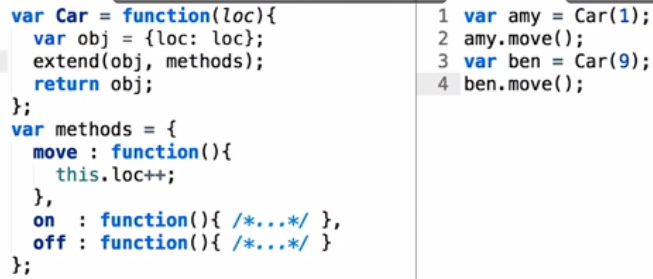 var Car = function(loc){
  var obj = {loc: loc};
  extend(obj, methods);
  return obj;
};
var methods = {
  move : function(){
    this.loc++;
  },
  on  : function(){ /*...*/ },
  off : function(){ /*...*/ }
};
1 var amy = Car(1);
2 amy.move();
3 var ben = Car(9);
4 ben.move();